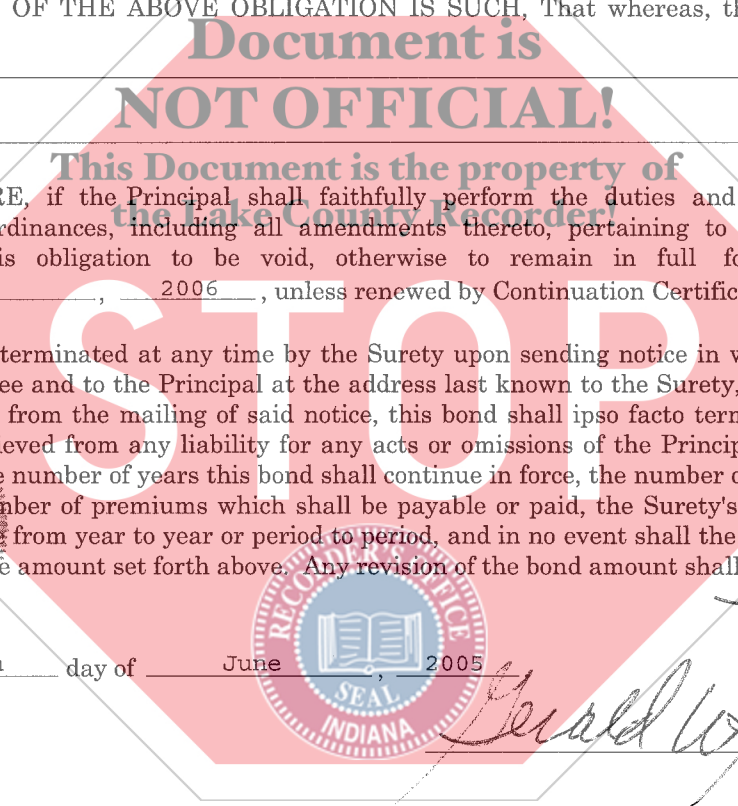 OF THE ABOVE OBLIGATION IS SUCH, That whereas, th
Document is
NOT OFFICIAL!
This Document is the property of
the Lake County Recorder!
RE, if the Principal shall faithfully perform the duties and
rdinances, including all amendments thereto, pertaining to
is obligation to be void, otherwise to remain in full fo
, 2006 , unless renewed by Continuation Certific
STOP
terminated at any time by the Surety upon sending notice in w
ee and to the Principal at the address last known to the Surety,
from the mailing of said notice, this bond shall ipso facto term
ieved from any liability for any acts or omissions of the Princip
e number of years this bond shall continue in force, the number o
mber of premiums which shall be payable or paid, the Surety's
from year to year or period to period, and in no event shall the
e amount set forth above. Any revision of the bond amount shall
RECORDER'S OFFICE
SEAL
INDIANA
day of June , 2005
Gerald W